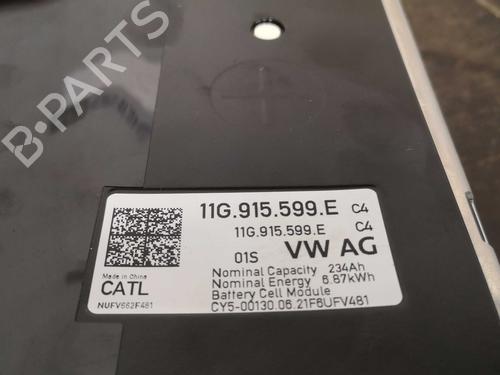 B-PARTS
11G.915.599.E C4
11G.915.599.E C4
01S VW AG
Made in China
CATL
NUFV662F481
Nominal Capacity 234Ah
Nominal Energy 6.87kWh
Battery Cell Module
CY5-00130.06.21F6UFV481